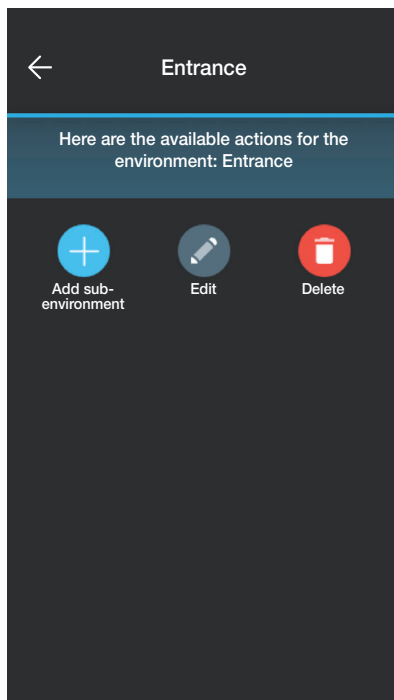 Entrance
Here are the available actions for the
environment: Entrance
Add sub-
environment
Edit
Delete